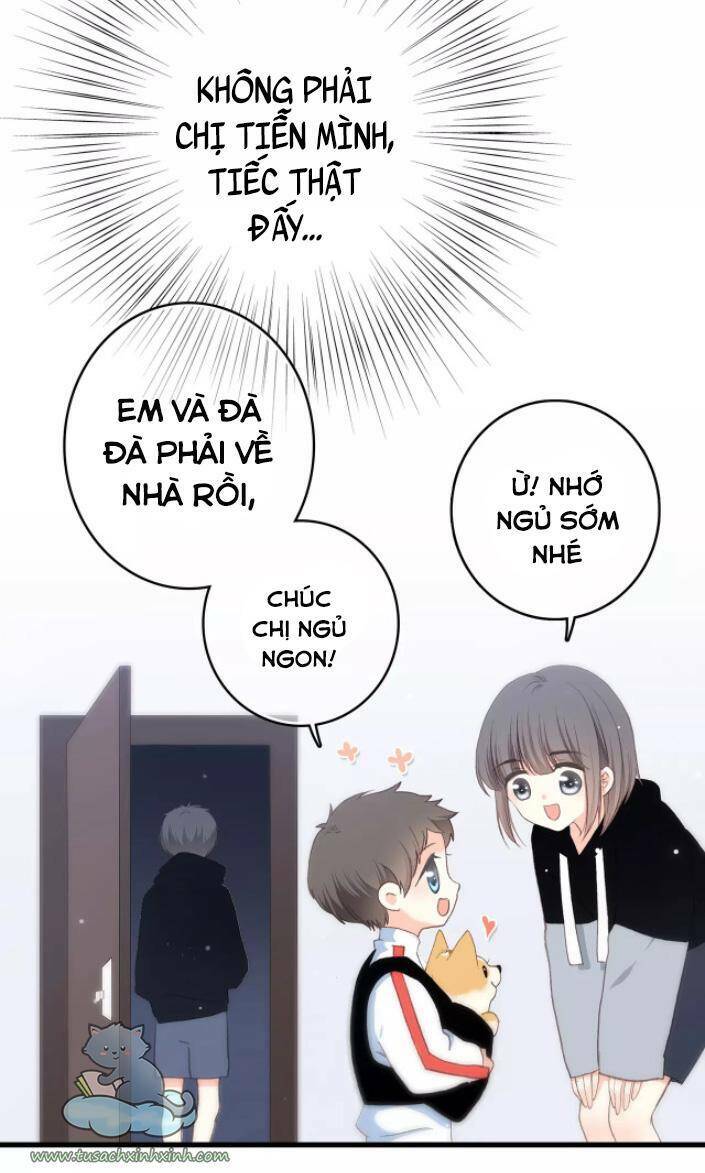 KHÔNG PHẢI
CHỊ TIỄN MÌNH,
TIẾC THẬT
ĐẤY...
EM VÀ ĐÀ
ĐÀ PHẢI VỀ
NHÀ RỒI,
CHÚC
CHỊ NGỦ
NGON!
Ừ! NHỚ
NGỦ SỚM
NHÉ
www.tusachxinhxinh.com